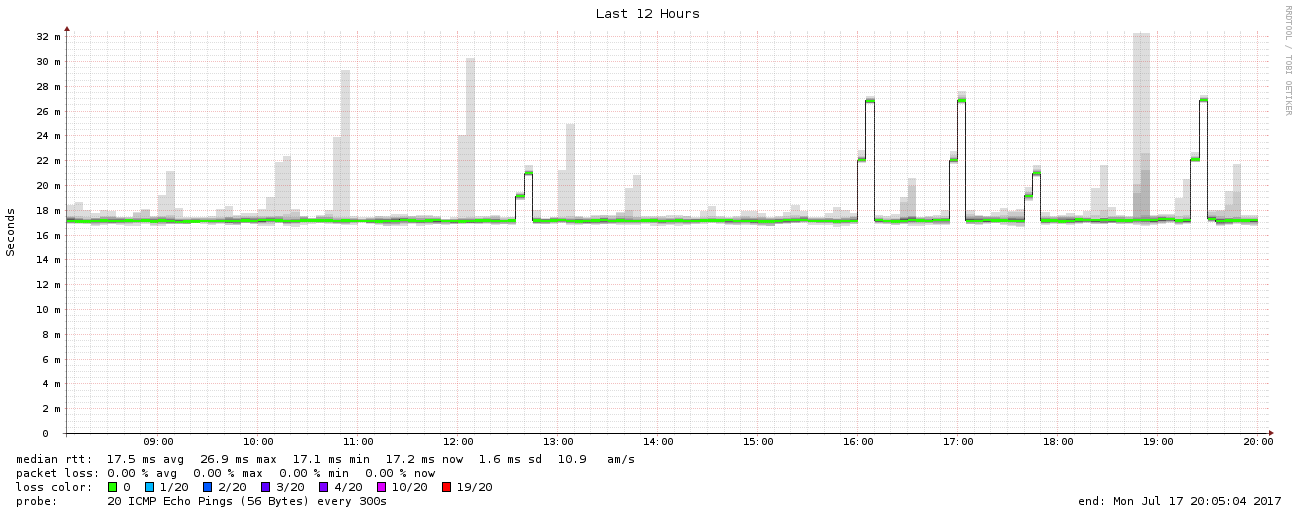 Last 12 Hours
RRDTOOL / TOBI OETIKER
Seconds
32 m
30 m
28 m
26 m
24 m
22 m
20 m
18 m
16 m
14 m
12 m
10 m
8 m
6 m
4 m
2 m
0
09:00 10:00 11:00 12:00 13:00 14:00 15:00 16:00 17:00 18:00 19:00 20:00
median rtt: 17.5 ms avg 26.9 ms max 17.1 ms min 17.2 ms now 1.6 ms sd 10.9 am/s
packet loss: 0.00 % avg 0.00 % max 0.00 % min 0.00 % now
loss color: 0 1/20 2/20 3/20 4/20 10/20 19/20
probe: 20 ICMP Echo Pings (56 Bytes) every 300s end: Mon Jul 17 20:05:04 2017